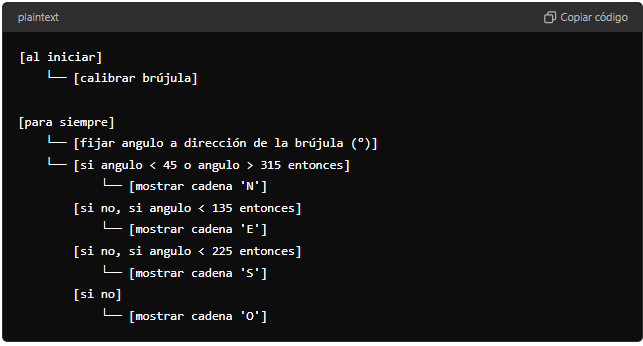 plaintext
Copiar código
[al iniciar]
└── [calibrar brújula]
[para siempre]
└── [fijar angulo a dirección de la brújula (°)]
└── [si angulo < 45 o angulo > 315 entonces]
└── [mostrar cadena 'N']
[si no, si angulo < 135 entonces]
└── [mostrar cadena 'E']
[si no, si angulo < 225 entonces]
└── [mostrar cadena 'S']
[si no]
└── [mostrar cadena 'O']